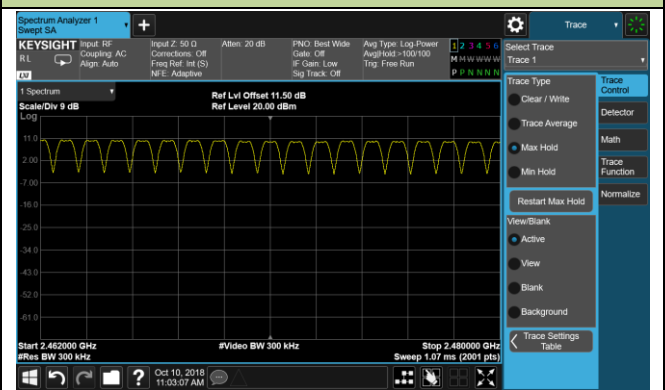 Spectrum Analyzer 1
Swept SA
+
Trace
KEYSIGHT
RL
LXI
Input: RF
Coupling: AC
Align: Auto
Input Z: 50 Ω
Corrections: Off
Freq Ref: Int (S)
NFE: Adaptive
Atten: 20 dB
PNO: Best Wide
Gate: Off
IF Gain: Low
Sig Track: Off
Avg Type: Log-Power
Avg|Hold:>100/100
Trig: Free Run
1 2 3 4 5 6
M M W W W W
P P N N N N
Select Trace
Trace 1
1 Spectrum
Scale/Div 9 dB
Log
Ref Lvl Offset 11.50 dB
Ref Level 20.00 dBm
11.0
2.00
-7.00
-16.0
-25.0
-34.0
-43.0
-52.0
-61.0
Start 2.462000 GHz
#Res BW 300 kHz
#Video BW 300 kHz
Stop 2.480000 GHz
Sweep 1.07 ms (2001 pts)
Trace Type
Clear / Write
Trace Average
Max Hold
Min Hold
Restart Max Hold
View/Blank
Active
View
Blank
Background
Trace Settings
Table
Trace
Control
Detector
Math
Trace
Function
Normalize
?
Oct 10, 2018
11:03:07 AM